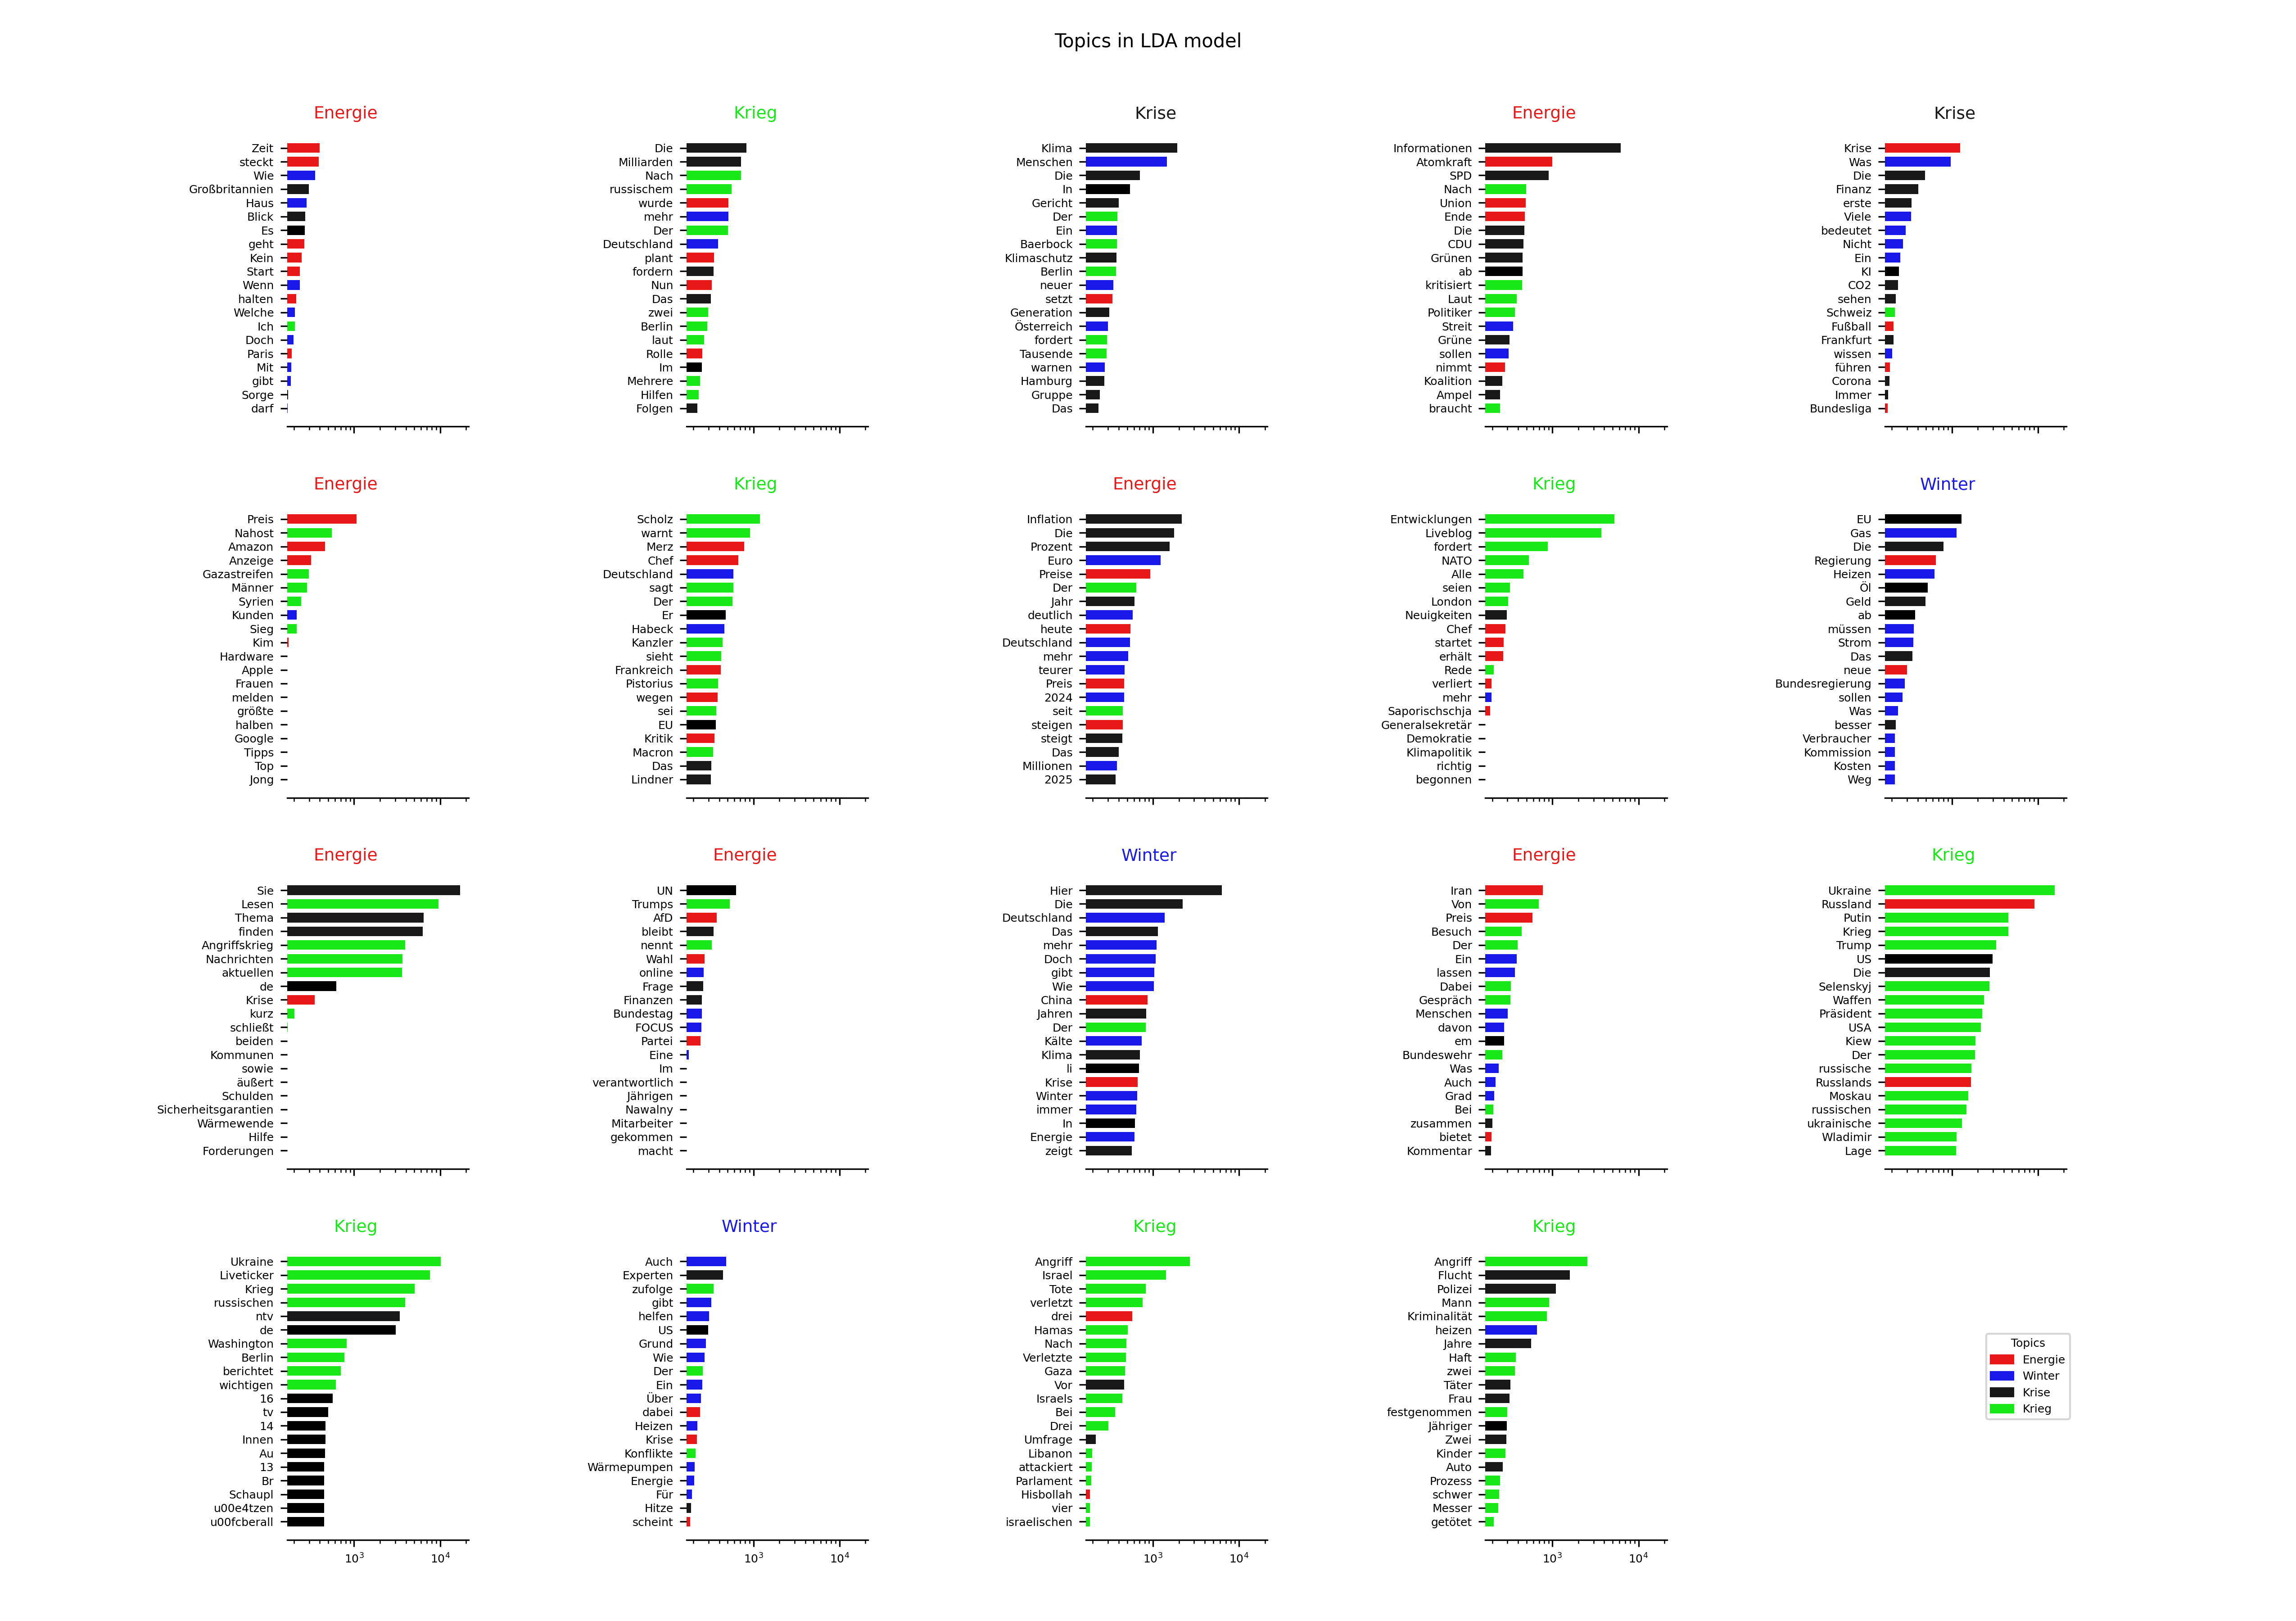 Topics in LDA model
Energie
Zeit
steckt
Wie
Großbritannien
Haus
Blick
Es
geht
Kein
Start
Wenn
halten
Welche
Ich
Doch
Paris
Mit
gibt
Sorge
darf
Krieg
Die
Milliarden
Nach
russischem
wurde
mehr
Der
Deutschland
plant
fordern
Nun
Das
zwei
Berlin
laut
Rolle
Im
Mehrere
Hilfen
Folgen
Krise
Klima
Menschen
Die
In
Gericht
Der
Ein
Baerbock
Klimaschutz
Berlin
neuer
setzt
Generation
Österreich
fordert
Tausende
warnen
Hamburg
Gruppe
Das
Energie
Informationen
Atomkraft
SPD
Nach
Union
Ende
Die
CDU
Grünen
ab
kritisiert
Laut
Politiker
Streit
Grüne
sollen
nimmt
Koalition
Ampel
braucht
Krise
Krise
Was
Die
Finanz
erste
Viele
bedeutet
Nicht
Ein
KI
CO2
sehen
Schweiz
Fußball
Frankfurt
wissen
führen
Corona
Immer
Bundesliga
Energie
Preis
Nahost
Amazon
Anzeige
Gazastreifen
Männer
Syrien
Kunden
Sieg
Kim
Hardware
Apple
Frauen
melden
größte
halben
Google
Tipps
Top
Jong
Krieg
Scholz
warnt
Merz
Chef
Deutschland
sagt
Der
Er
Habeck
Kanzler
sieht
Frankreich
Pistorius
wegen
sei
EU
Kritik
Macron
Das
Lindner
Energie
Inflation
Die
Prozent
Euro
Preise
Der
Jahr
deutlich
heute
Deutschland
mehr
teurer
Preis
2024
seit
steigen
steigt
Das
Millionen
2025
Krieg
Entwicklungen
Liveblog
fordert
NATO
Alle
seien
London
Neuigkeiten
Chef
startet
erhält
Rede
verliert
mehr
Saporischschja
Generalsekretär
Demokratie
Klimapolitik
richtig
begonnen
Winter
EU
Gas
Die
Regierung
Heizen
Öl
Geld
ab
müssen
Strom
Das
neue
Bundesregierung
sollen
Was
besser
Verbraucher
Kommission
Kosten
Weg
Energie
Sie
Lesen
Thema
finden
Angriffskrieg
Nachrichten
aktuellen
de
Krise
kurz
schließt
beiden
Kommunen
sowie
äußert
Schulden
Sicherheitsgarantien
Wärmewende
Hilfe
Forderungen
Energie
UN
Trumps
AfD
bleibt
nennt
Wahl
online
Frage
Finanzen
Bundestag
FOCUS
Partei
Eine
Im
verantwortlich
Jährigen
Nawalny
Mitarbeiter
gekommen
macht
Winter
Hier
Die
Deutschland
Das
mehr
Doch
gibt
Wie
China
Jahren
Der
Kälte
Klima
li
Krise
Winter
immer
In
Energie
zeigt
Energie
Iran
Von
Preis
Besuch
Der
Ein
lassen
Dabei
Gespräch
Menschen
davon
em
Bundeswehr
Was
Auch
Grad
Bei
zusammen
bietet
Kommentar
Krieg
Ukraine
Russland
Putin
Krieg
Trump
US
Die
Selenskyj
Waffen
Präsident
USA
Kiew
Der
russische
Russlands
Moskau
russischen
ukrainische
Wladimir
Lage
Krieg
Ukraine
Liveticker
Krieg
russischen
ntv
de
Washington
Berlin
berichtet
wichtigen
16
tv
14
Innen
Au
13
Br
Schaupl
u00e4tzen
u00fcberall
10³ 10⁴
Winter
Auch
Experten
zufolge
gibt
helfen
US
Grund
Wie
Der
Ein
Über
dabei
Heizen
Krise
Konflikte
Wärmepumpen
Energie
Für
Hitze
scheint
10³ 10⁴
Krieg
Angriff
Israel
Tote
verletzt
drei
Hamas
Nach
Verletzte
Gaza
Vor
Israels
Bei
Drei
Umfrage
Libanon
attackiert
Parlament
Hisbollah
vier
israelischen
10³ 10⁴
Krieg
Angriff
Flucht
Polizei
Mann
Kriminalität
heizen
Jahre
Haft
zwei
Täter
Frau
festgenommen
Jähriger
Zwei
Kinder
Auto
Prozess
schwer
Messer
getötet
10³ 10⁴
Topics
Energie
Winter
Krise
Krieg